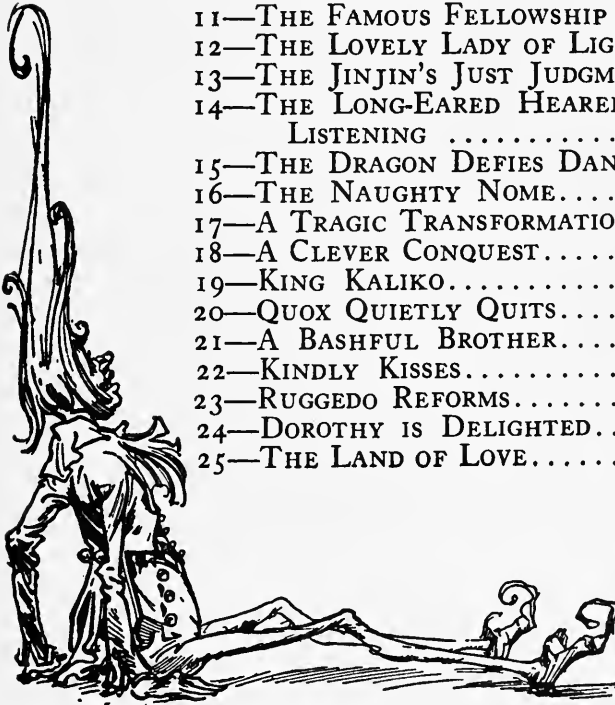 11—The Famous Fellowship
12—The Lovely Lady of Lig
13—The Jinjin's Just Judgm
14—The Long-Eared Hearer
Listening ............
15—The Dragon Defies Dan
16—The Naughty Nome....
17—A Tragic Transformatio
18—A Clever Conquest.....
19—King Kaliko...........
20—Quox Quietly Quits....
21—A Bashful Brother....
22—Kindly Kisses.........
23—Ruggedo Reforms.......
24—Dorothy is Delighted..
25—The Land of Love......